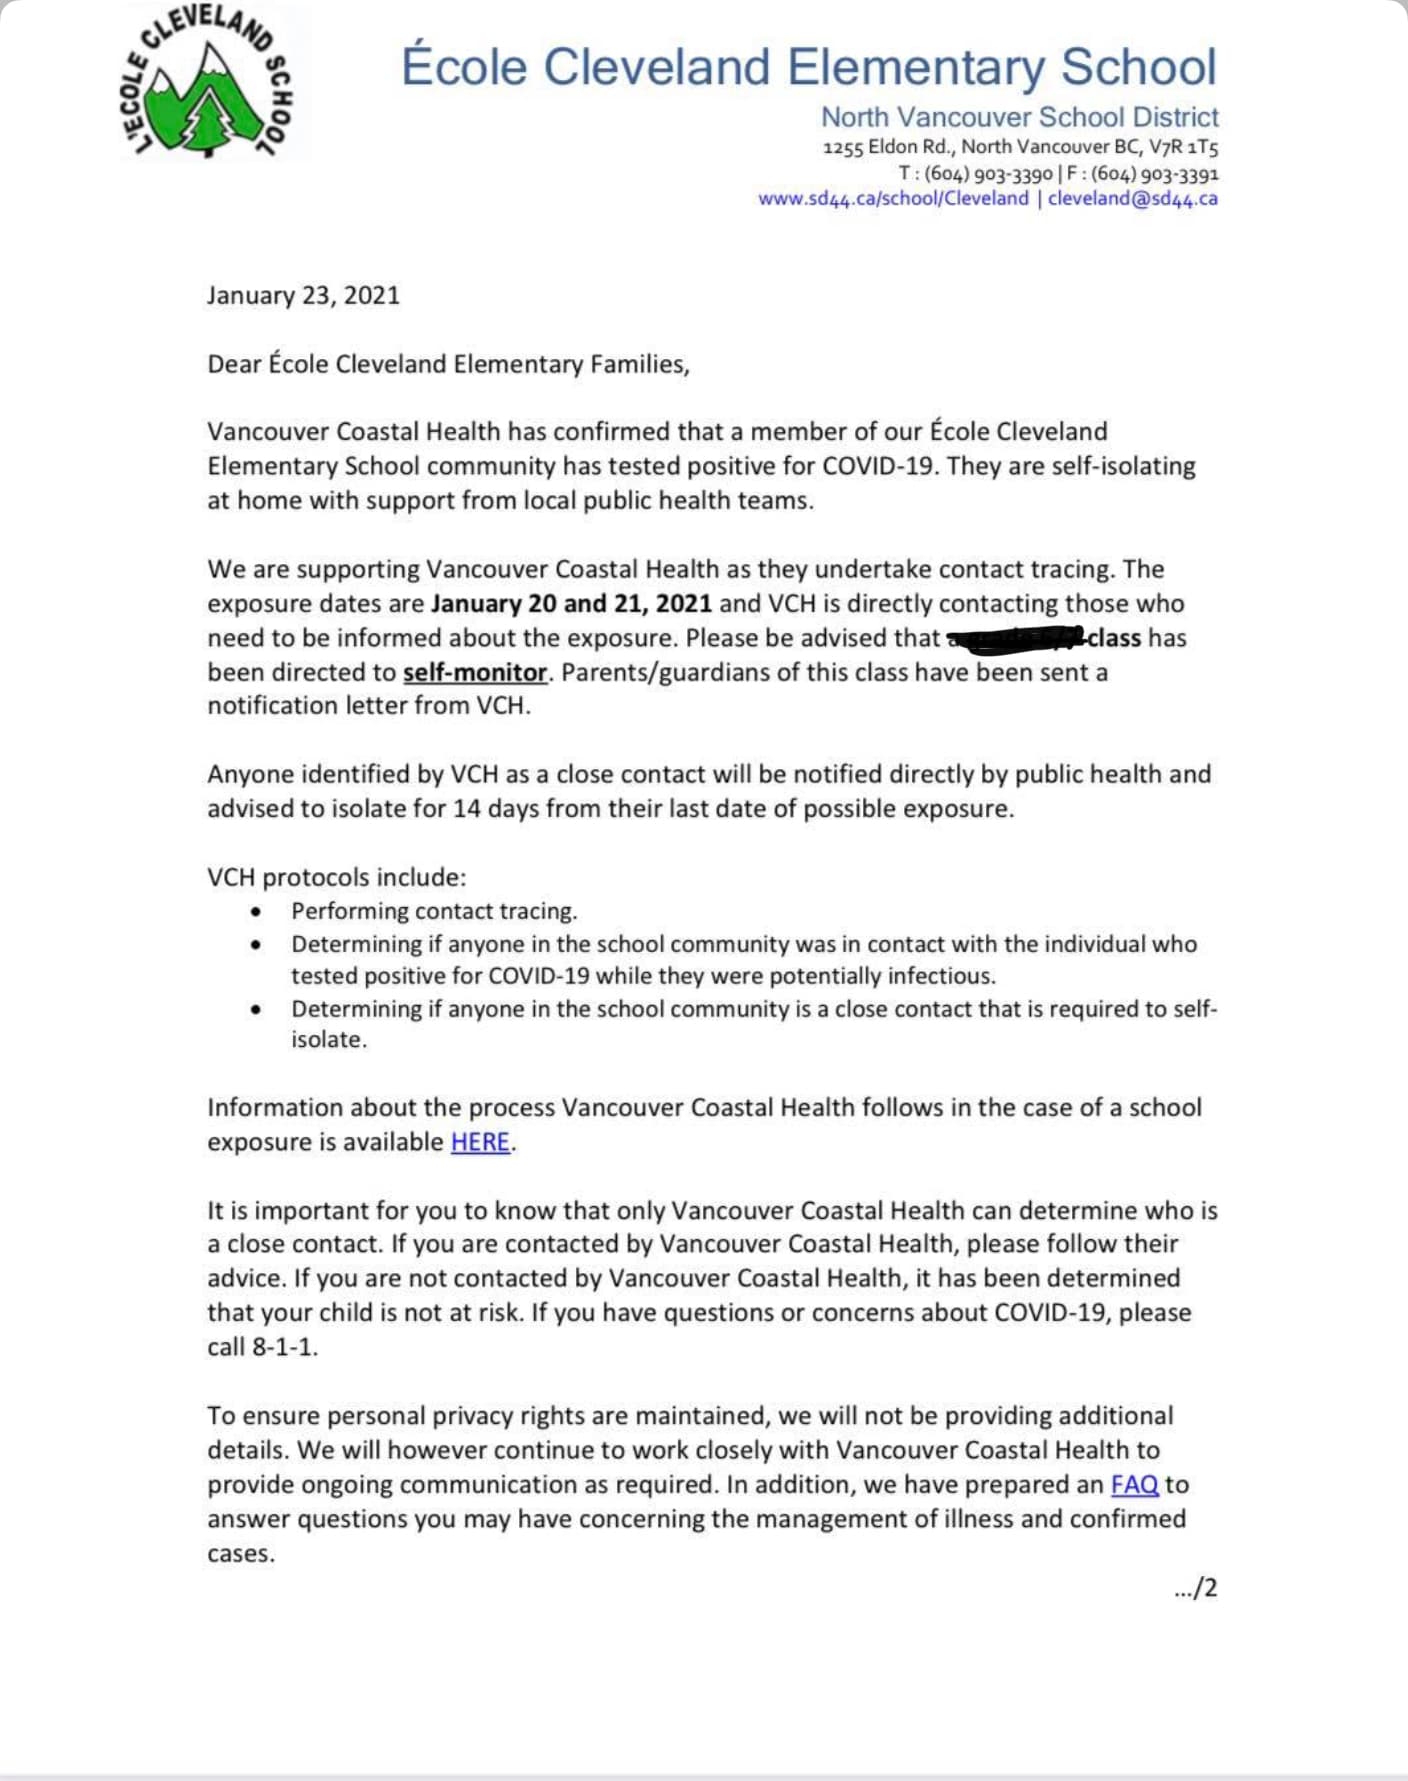 L'ECOLE CLEVELAND SCHOOL
École Cleveland Elementary School
North Vancouver School District
1255 Eldon Rd., North Vancouver BC, V7R 1T5
T : (604) 903-3390 | F : (604) 903-3391
www.sd44.ca/school/Cleveland | cleveland@sd44.ca
January 23, 2021
Dear École Cleveland Elementary Families,
Vancouver Coastal Health has confirmed that a member of our École Cleveland
Elementary School community has tested positive for COVID-19. They are self-isolating
at home with support from local public health teams.
We are supporting Vancouver Coastal Health as they undertake contact tracing. The
exposure dates are January 20 and 21, 2021 and VCH is directly contacting those who
need to be informed about the exposure. Please be advised that class has
been directed to self-monitor. Parents/guardians of this class have been sent a
notification letter from VCH.
Anyone identified by VCH as a close contact will be notified directly by public health and
advised to isolate for 14 days from their last date of possible exposure.
VCH protocols include:
• Performing contact tracing.
• Determining if anyone in the school community was in contact with the individual who
tested positive for COVID-19 while they were potentially infectious.
• Determining if anyone in the school community is a close contact that is required to self-
isolate.
Information about the process Vancouver Coastal Health follows in the case of a school
exposure is available HERE.
It is important for you to know that only Vancouver Coastal Health can determine who is
a close contact. If you are contacted by Vancouver Coastal Health, please follow their
advice. If you are not contacted by Vancouver Coastal Health, it has been determined
that your child is not at risk. If you have questions or concerns about COVID-19, please
call 8-1-1.
To ensure personal privacy rights are maintained, we will not be providing additional
details. We will however continue to work closely with Vancouver Coastal Health to
provide ongoing communication as required. In addition, we have prepared an FAQ to
answer questions you may have concerning the management of illness and confirmed
cases.
.../2